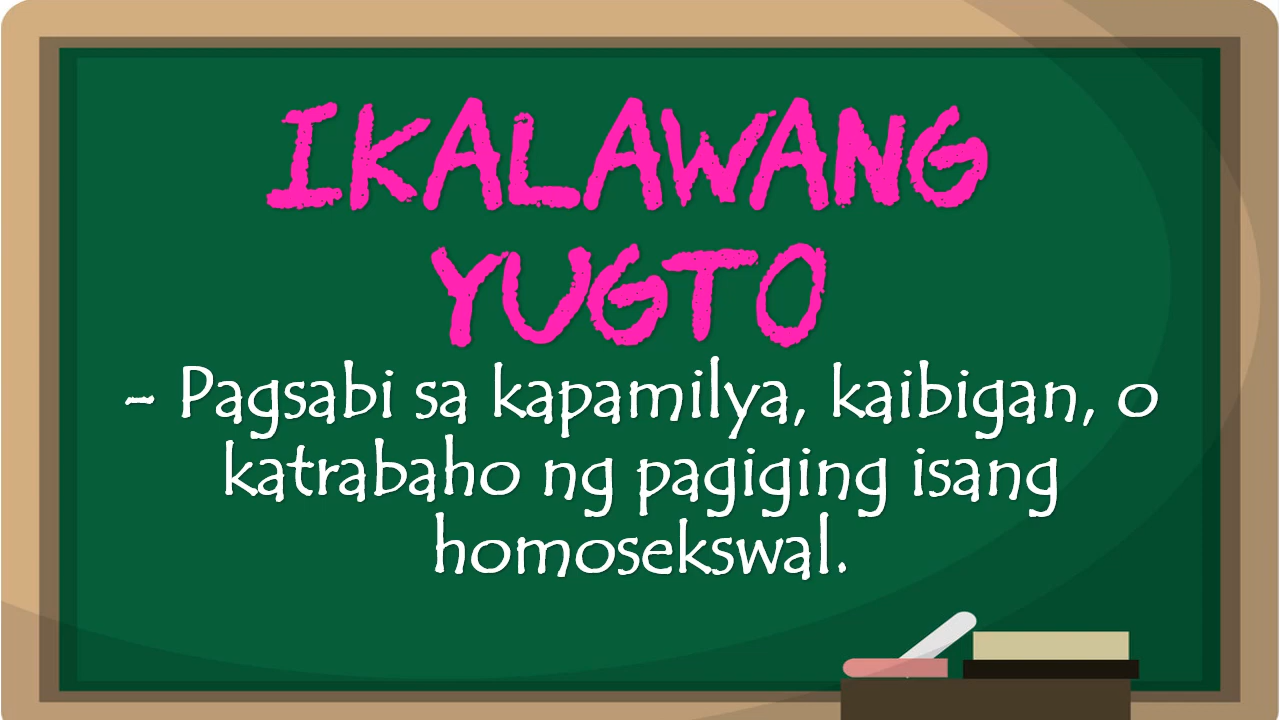 IKALAWANG
YUGTO
- Pagsabi sa kapamilya, kaibigan, o
katrabaho ng pagiging isang
homosekswal.